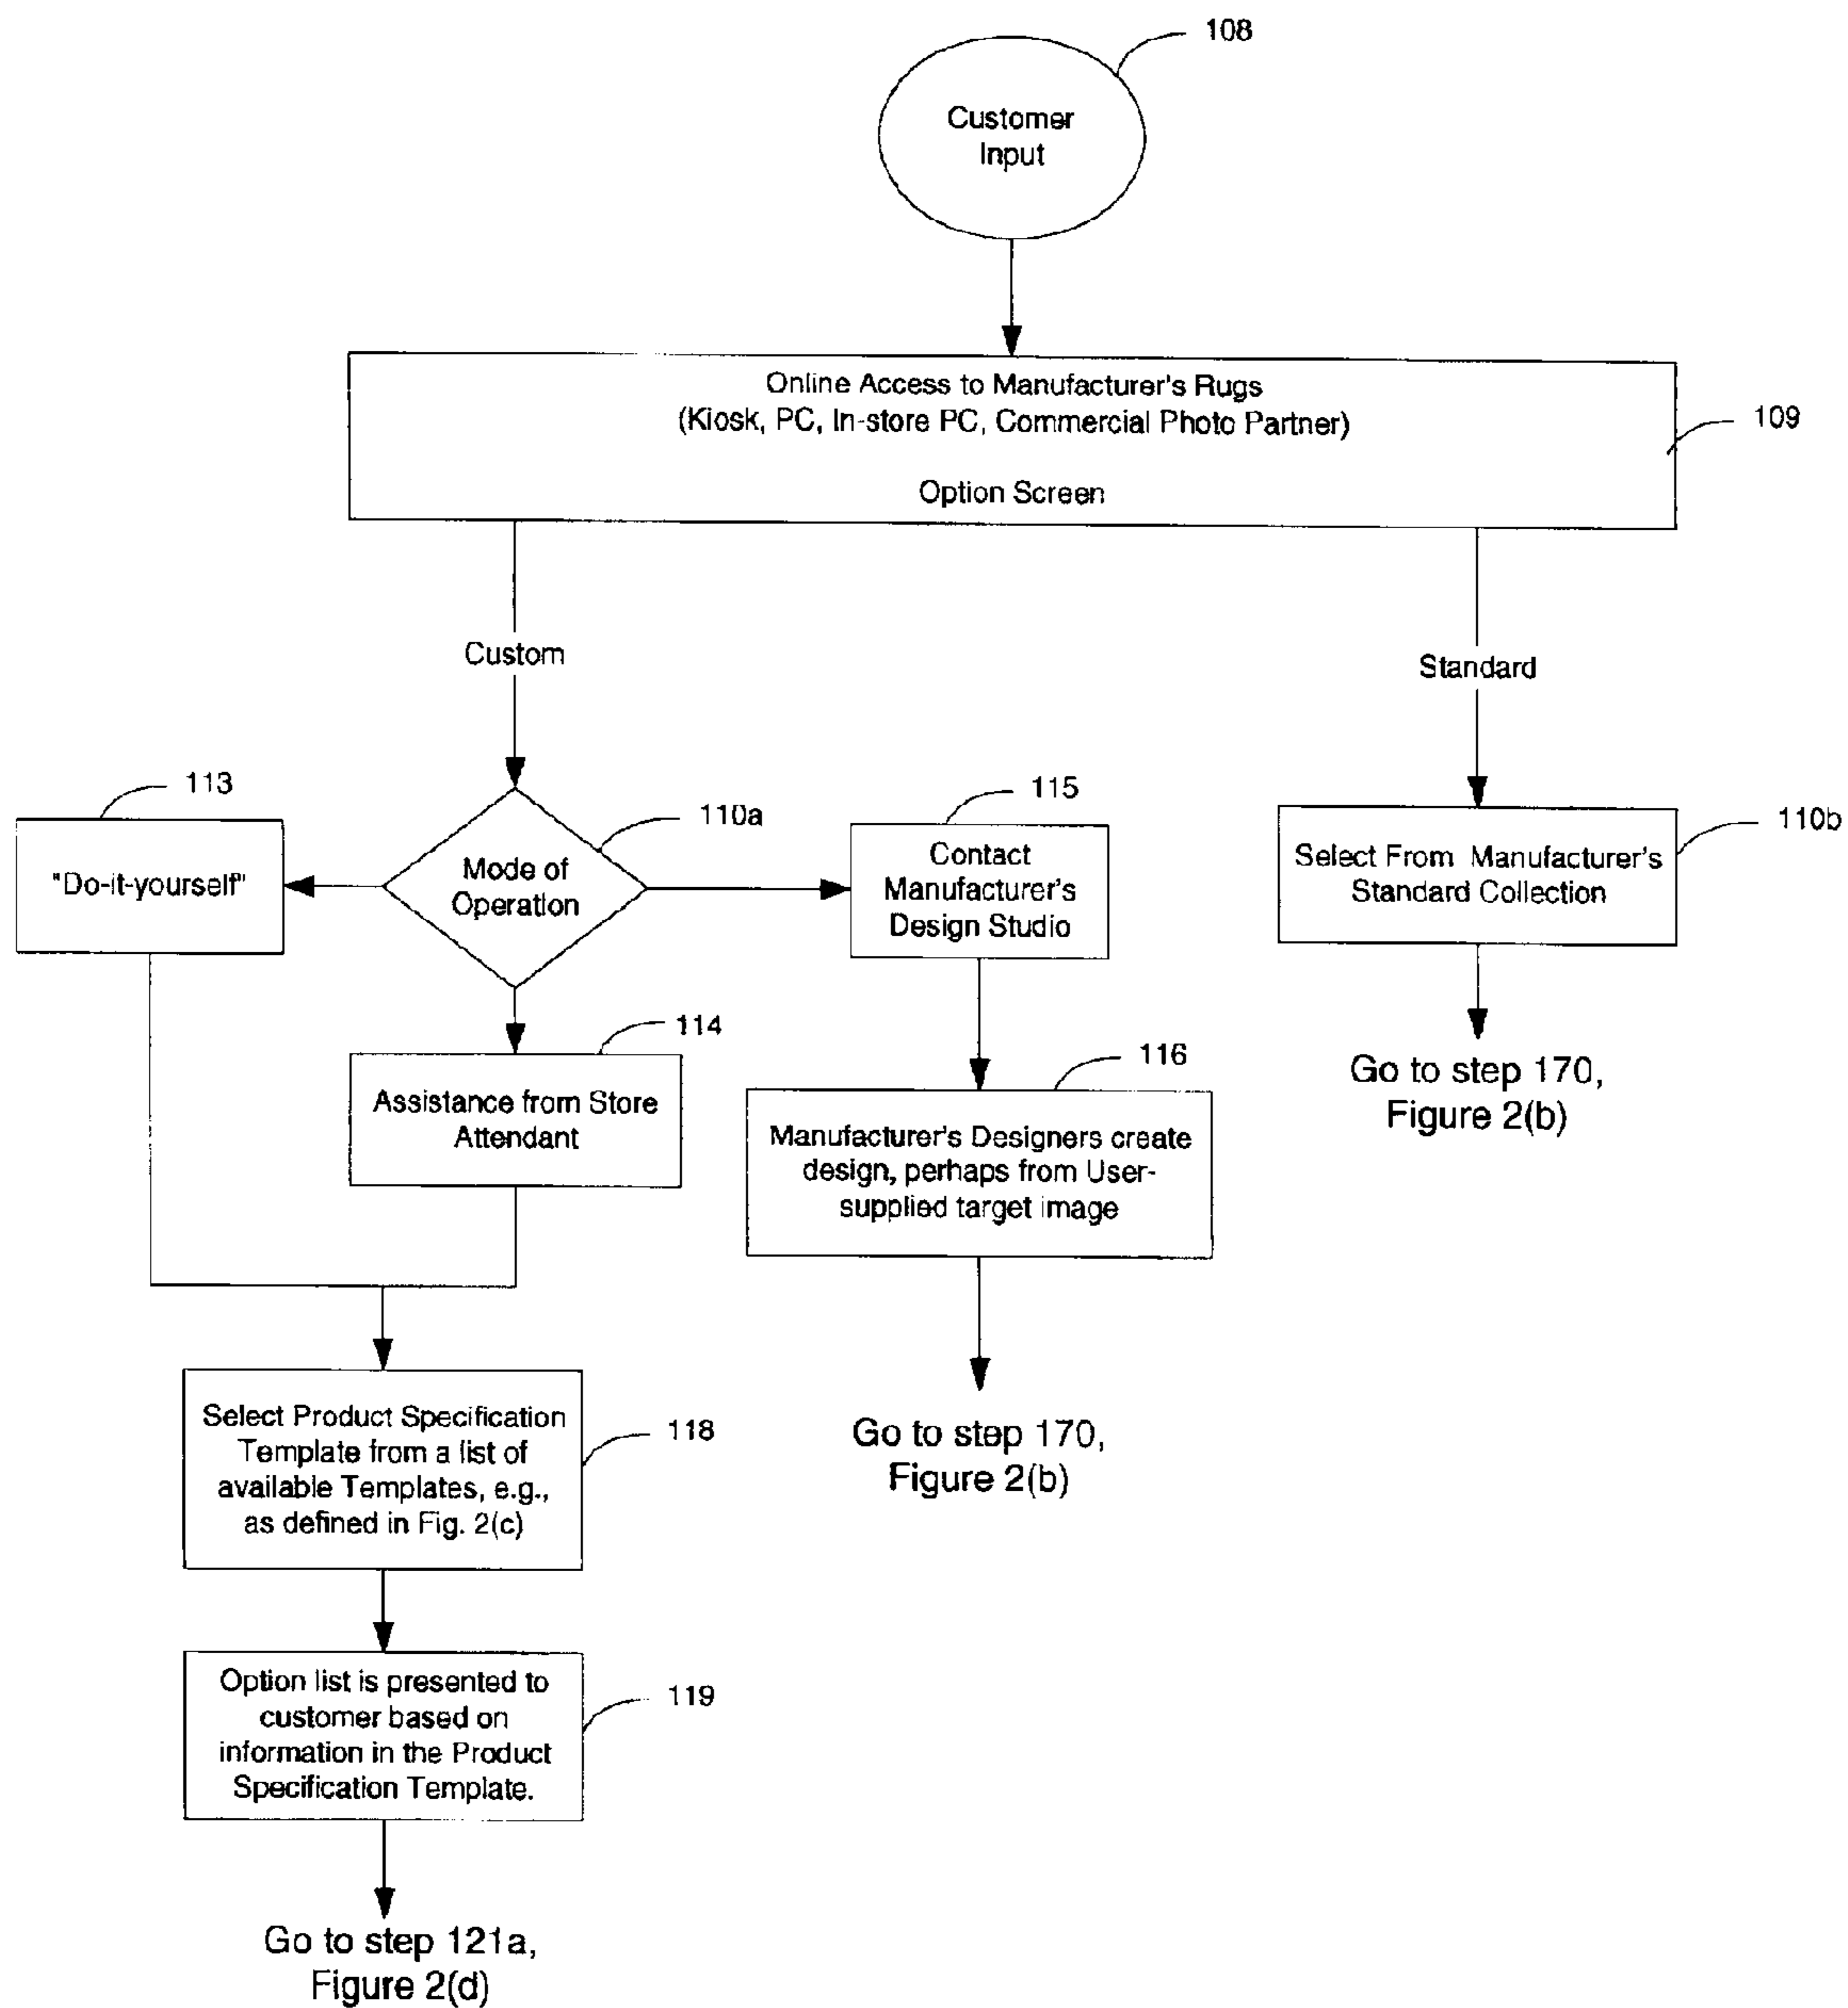 108
Customer
Input
Online Access to Manufacturer's Rugs
(Kiosk, PC, In-store PC, Commercial Photo Partner)
109
Option Screen
Custom
Standard
113
110a
115
110b
"Do-it-yourself"
Mode of
Operation
Contact
Manufacturer's
Design Studio
Select From Manufacturer's
Standard Collection
114
Assistance from Store
Attendant
116
Manufacturer's Designers create
design, perhaps from User-
supplied target image
Go to step 170,
Figure 2(b)
Select Product Specification
Template from a list of
available Templates, e.g.,
as defined in Fig. 2(c)
118
Go to step 170,
Figure 2(b)
Option list is presented to
customer based on
information in the Product
Specification Template.
119
Go to step 121a,
Figure 2(d)